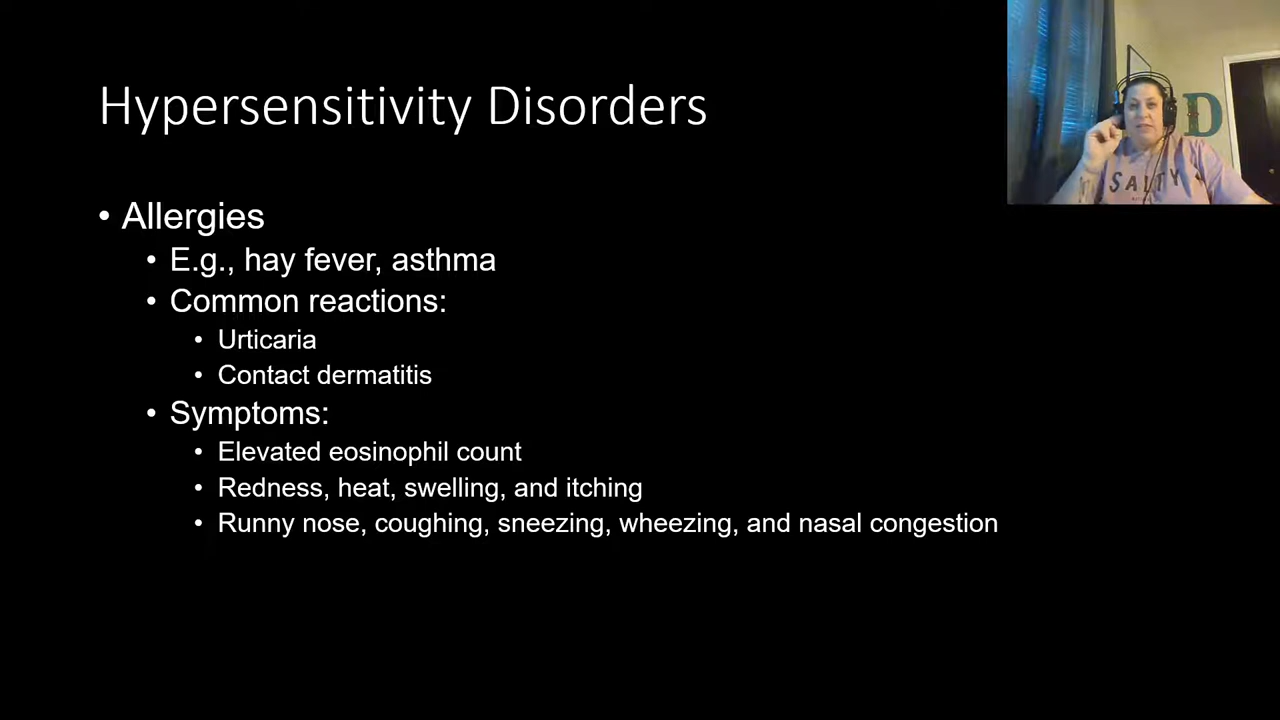 Hypersensitivity Disorders
• Allergies
• E.g., hay fever, asthma
• Common reactions:
• Urticaria
• Contact dermatitis
• Symptoms:
• Elevated eosinophil count
• Redness, heat, swelling, and itching
• Runny nose, coughing, sneezing, wheezing, and nasal congestion
D
SALTY